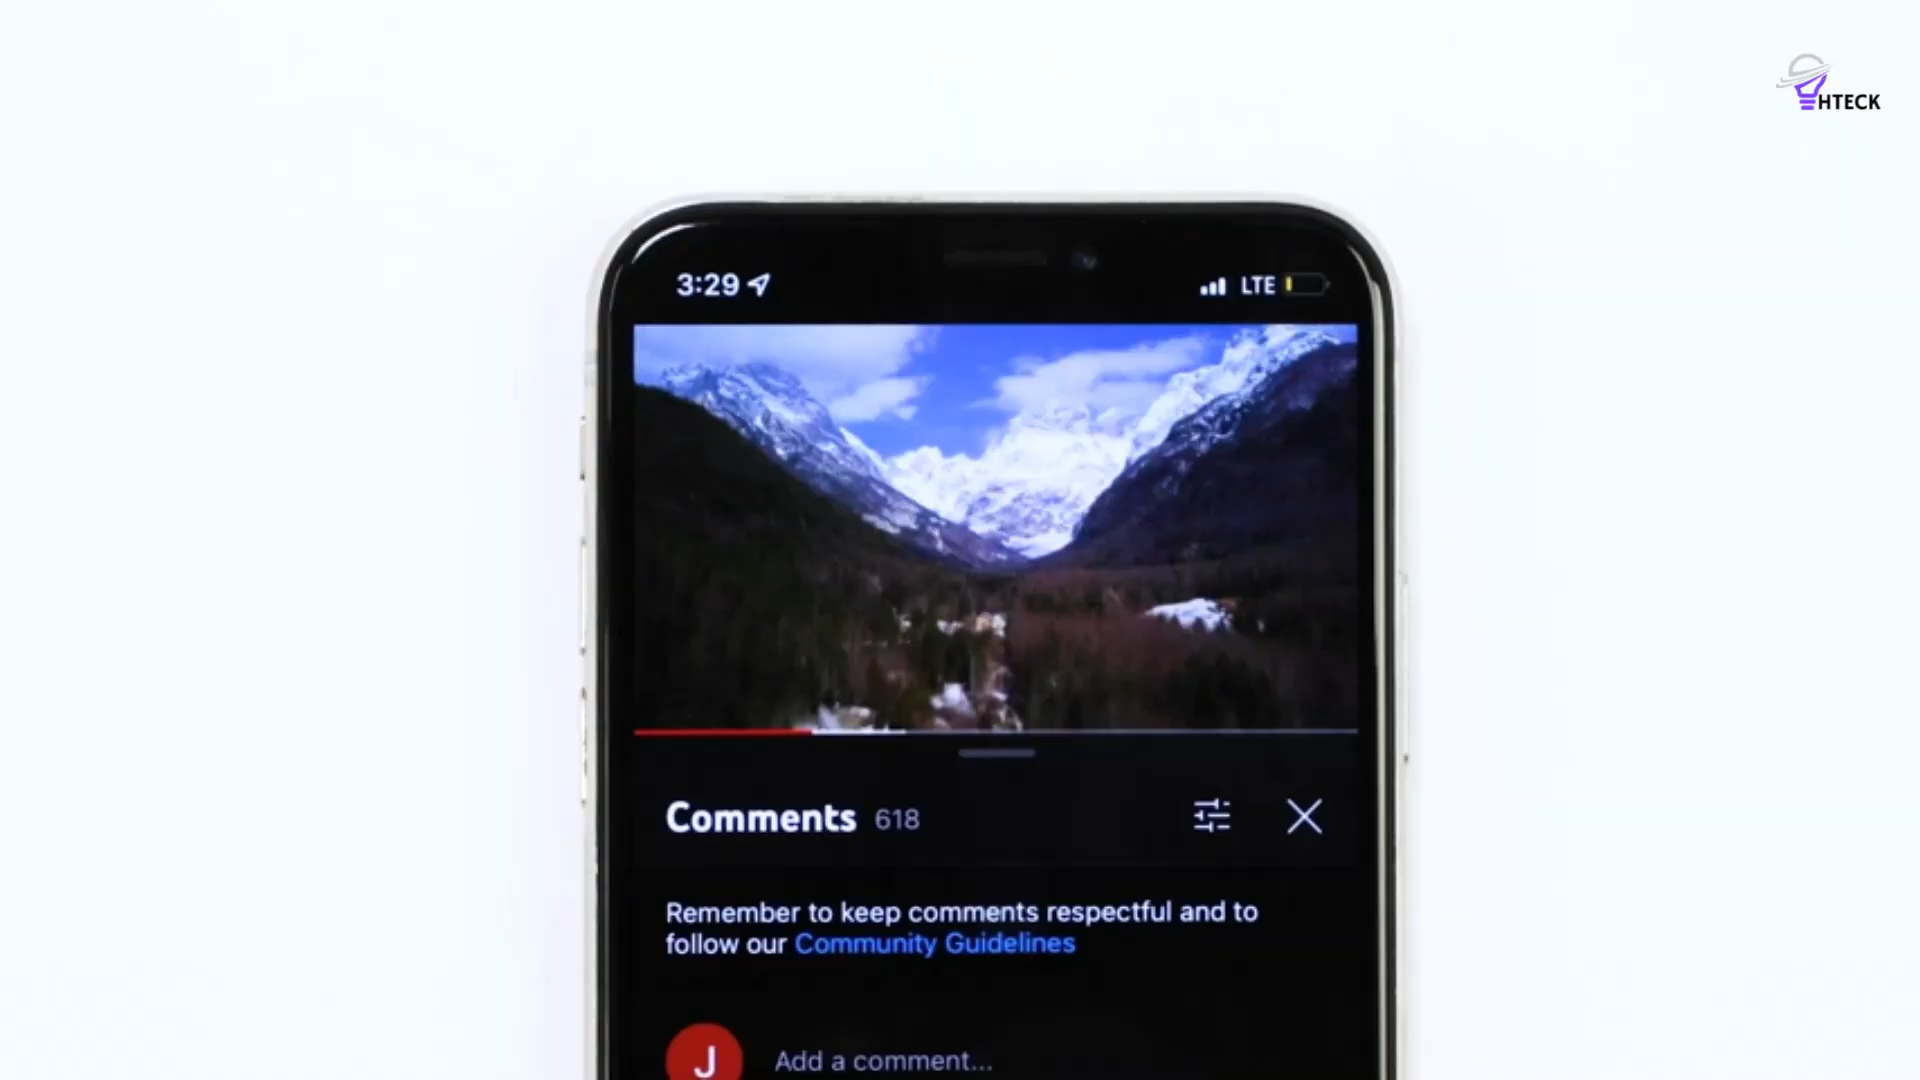 HTECK
3:29
LTE
Comments 618
Remember to keep comments respectful and to
follow our Community Guidelines
J
Add a comment...